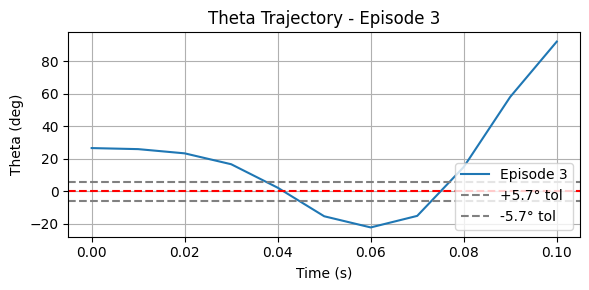 Theta Trajectory - Episode 3
Theta (deg)
80
60
40
20
0
−20
Episode 3
+5.7° tol
-5.7° tol
0.00
0.02
0.04
0.06
0.08
0.10
Time (s)